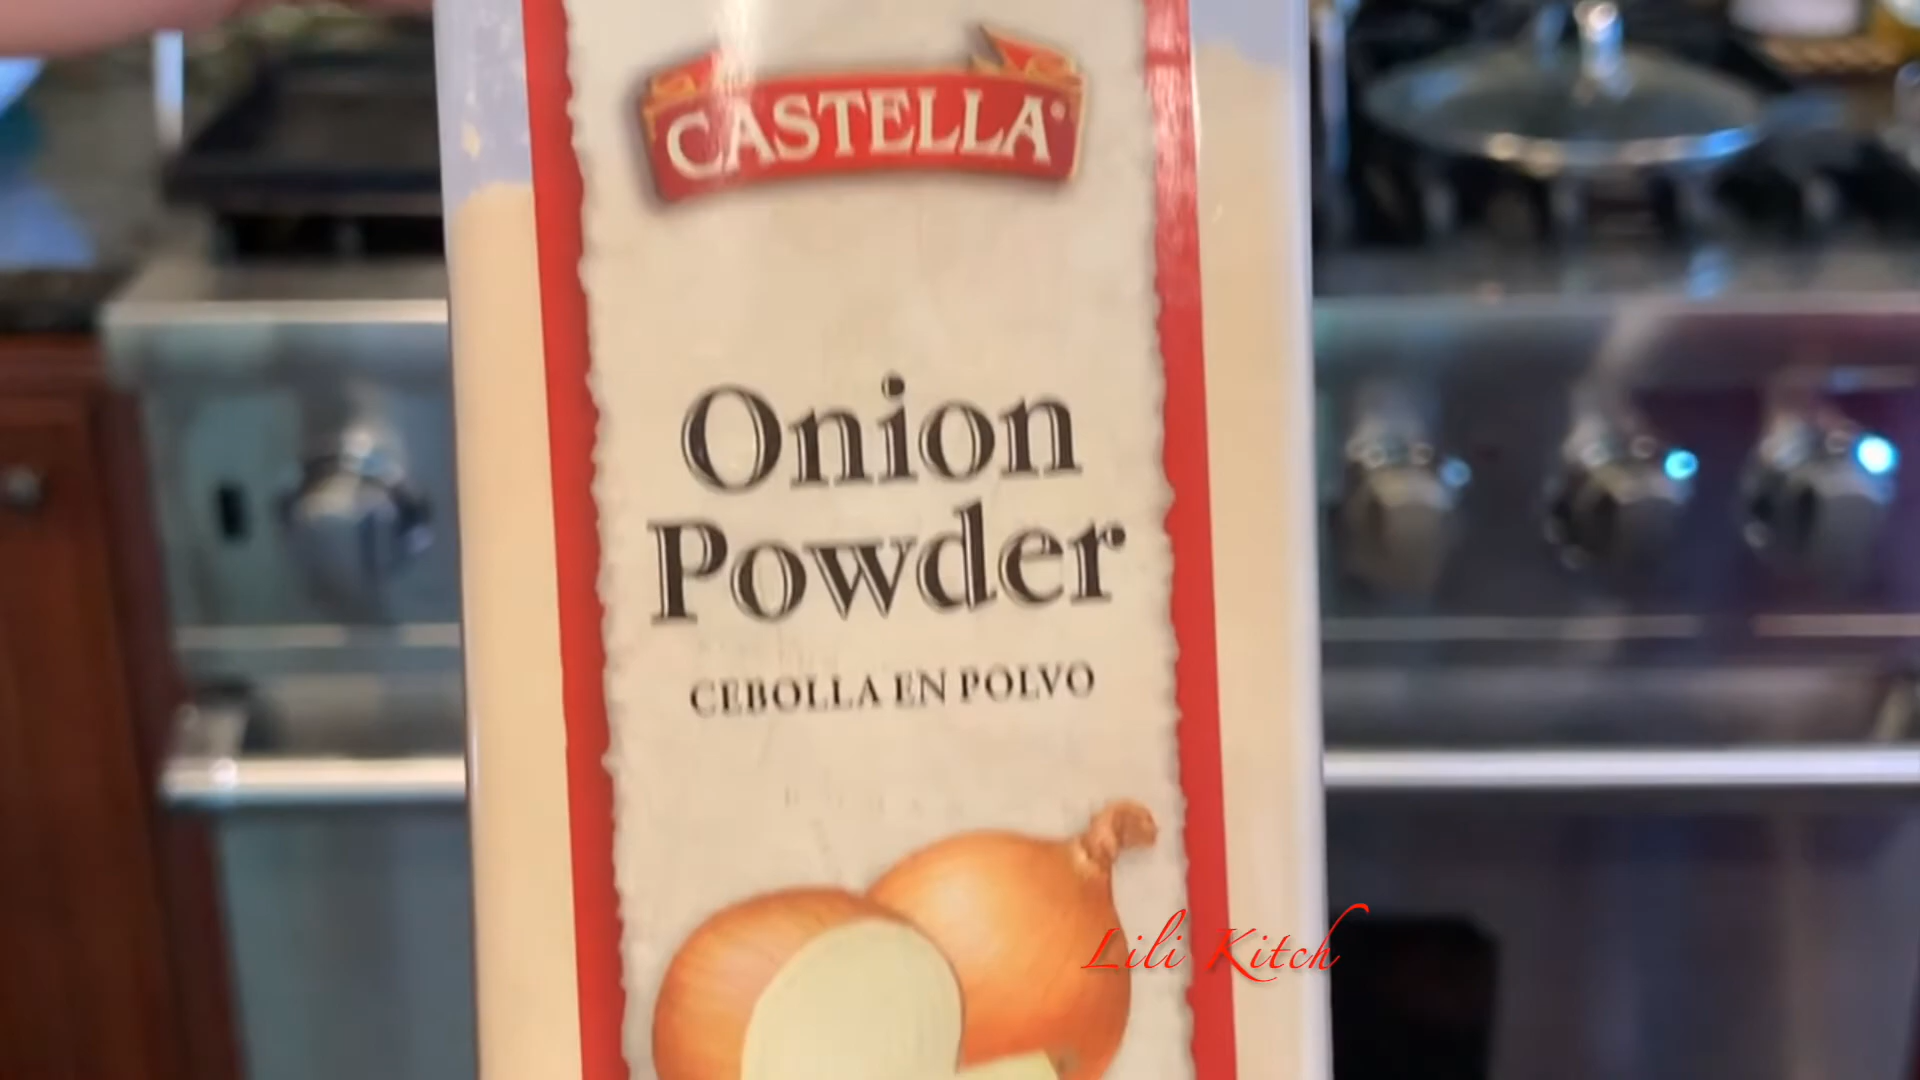 CASTELLA®
Onion
Powder
CEBOLLA EN POLVO
Lili Kitch